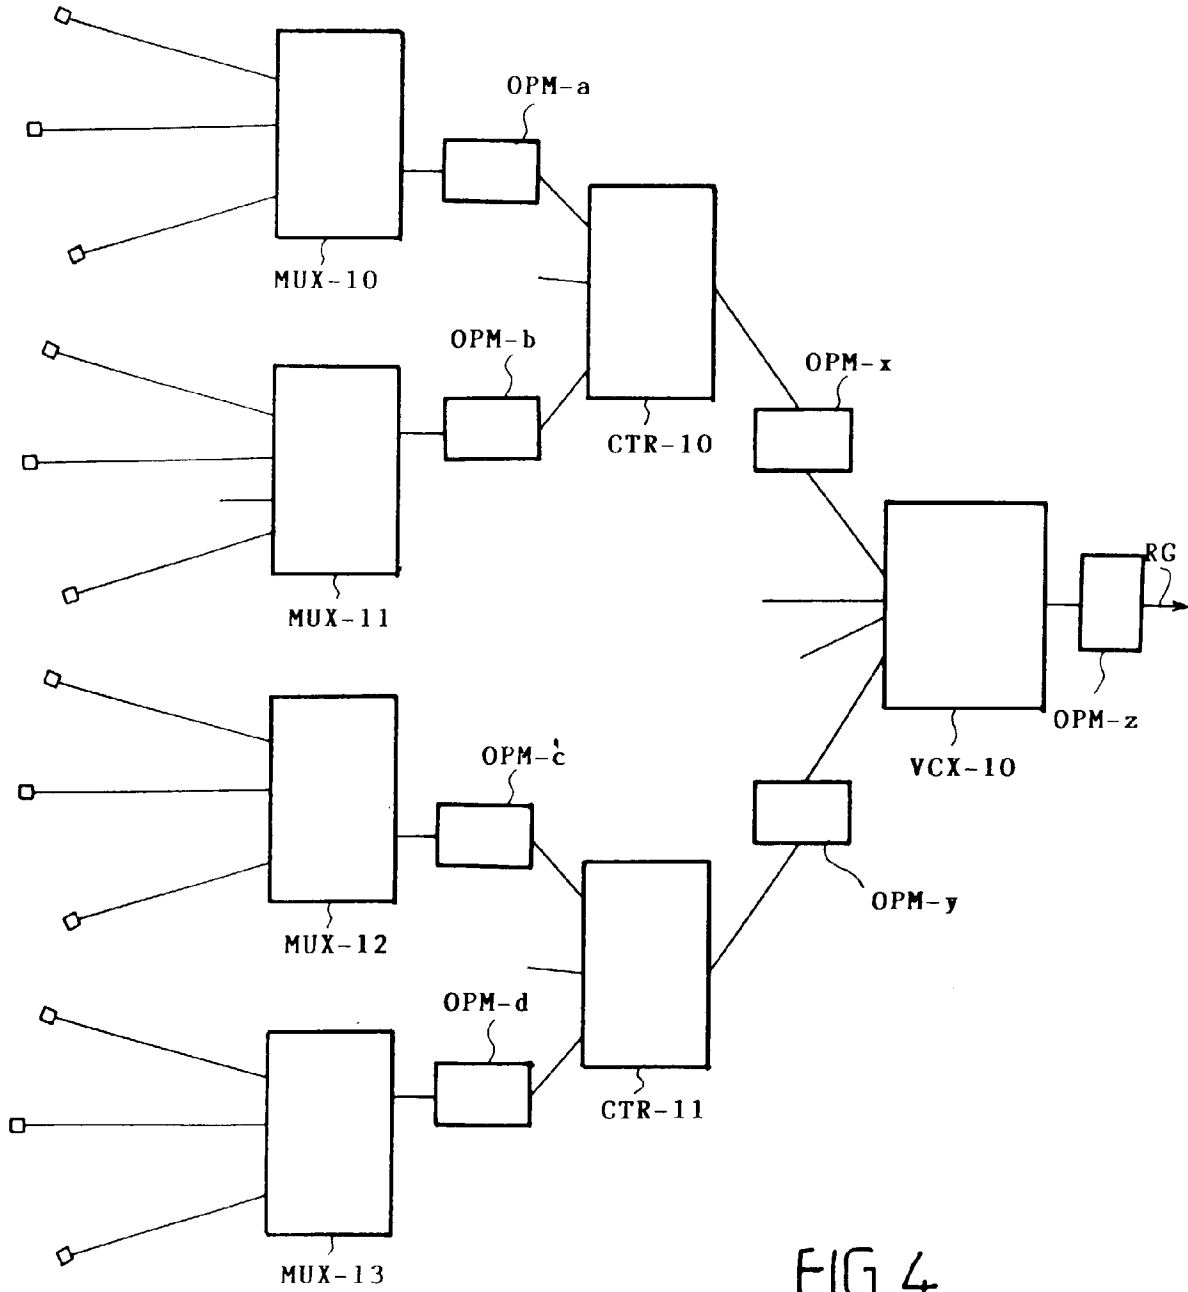 OPM-a
MUX-10
OPM-b
OPM-x
CTR-10
RG
MUX-11
OPM-z
OPM-c
VCX-10
OPM-y
MUX-12
OPM-d
CTR-11
MUX-13
FIG 4